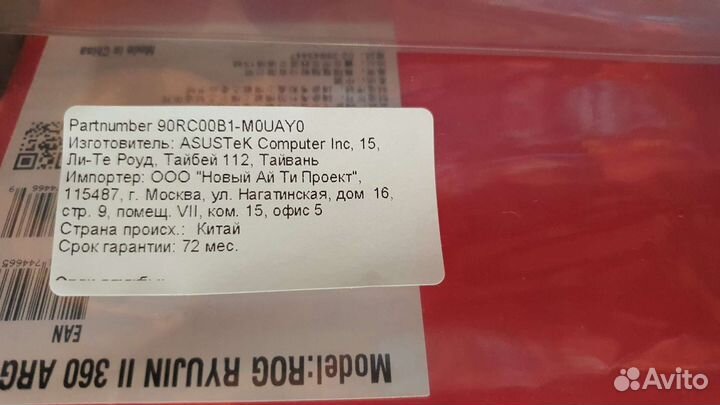 Made in China
Partnumber 90RC00B1-M0UAY0
Изготовитель: ASUSTeK Computer Inc, 15,
Ли-Те Роуд, Тайбей 112, Тайвань
Импортер: ООО "Новый Ай Ти Проект",
115487, г. Москва, ул. Нагатинская, дом 16,
стр. 9, помещ. VII, ком. 15, офис 5
Страна происх.: Китай
Срок гарантии: 72 мес.
EAN
Model:ROG RYUJIN II 360 ARG
Avito